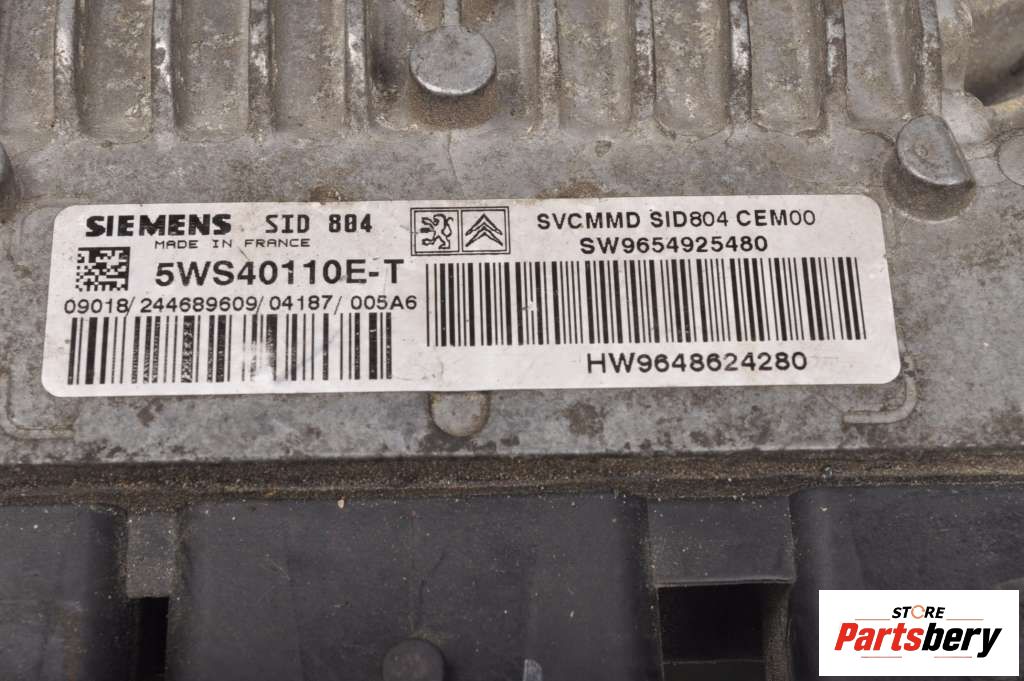 SIEMENS SID 804
MADE IN FRANCE
5WS40110E-T
09018/244689609/04187/005A6
SVCMMD SID804 CEM00
SW9654925480
HW9648624280
STORE
Partsbery